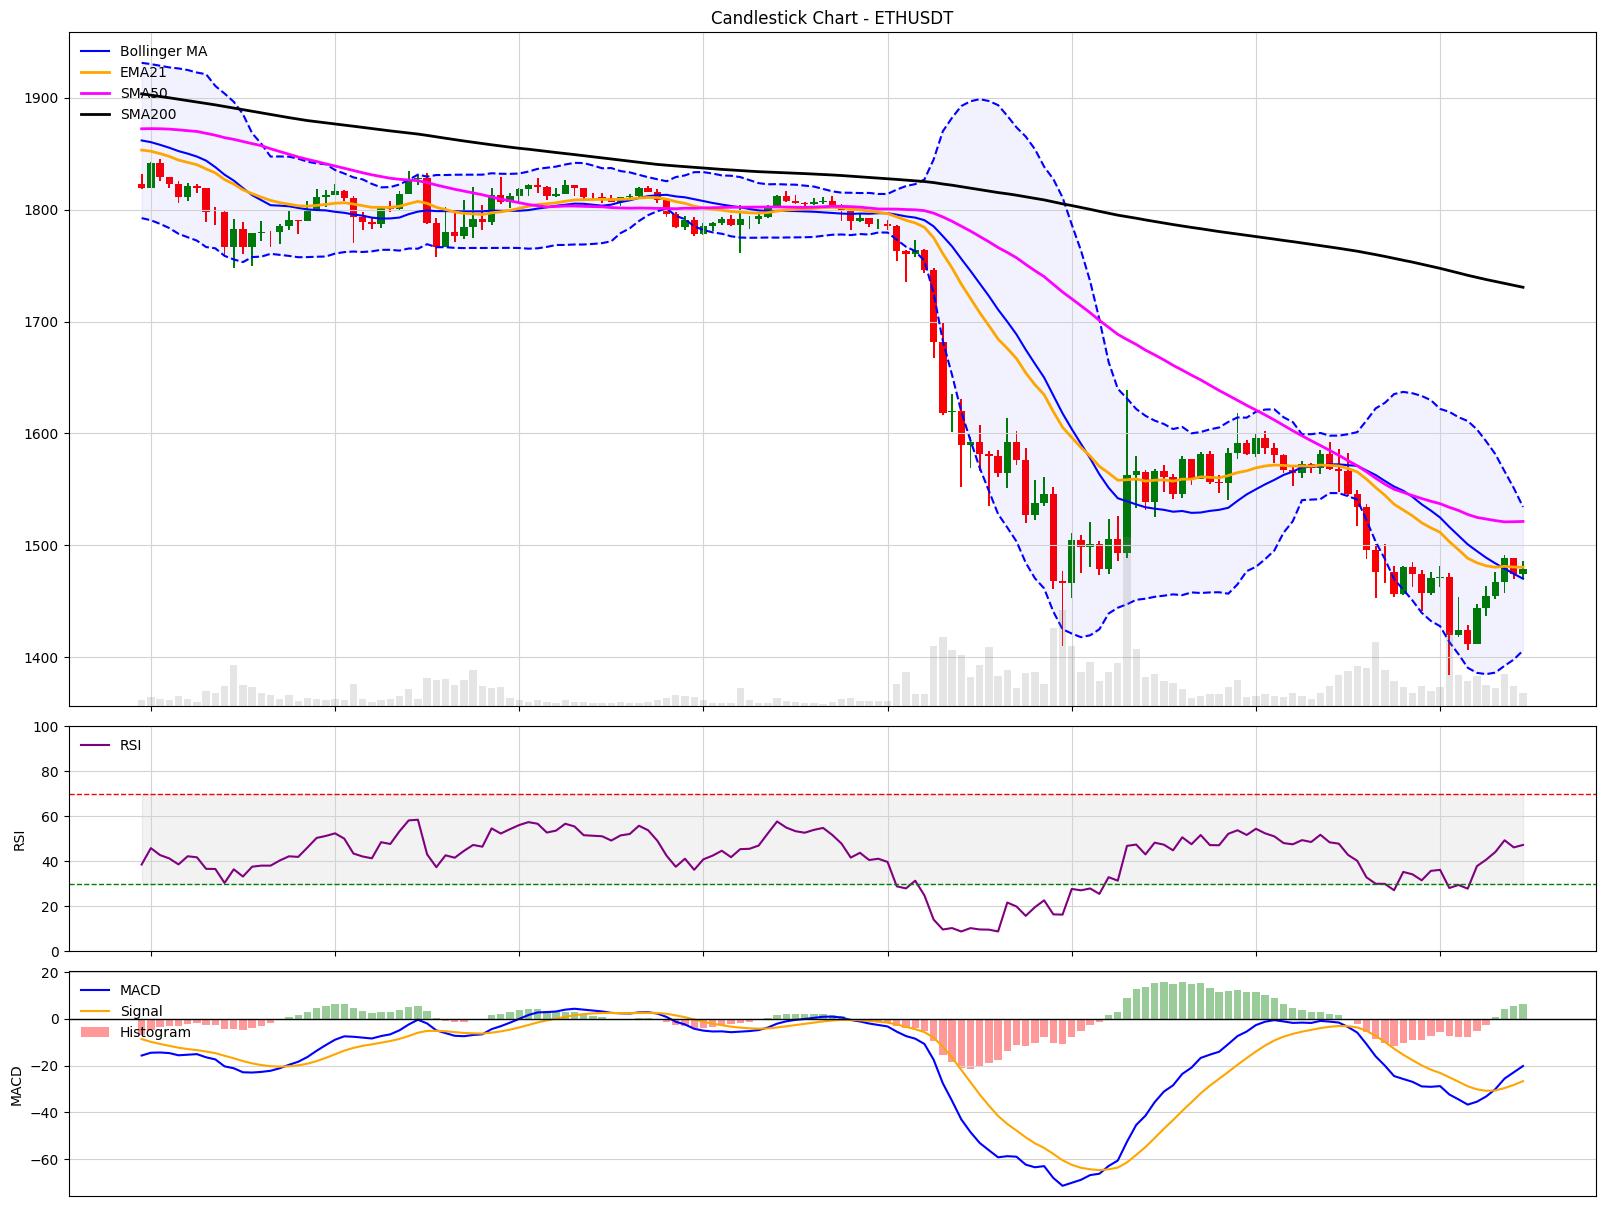 Candlestick Chart - ETHUSDT
Bollinger MA
EMA21
SMA50
SMA200
1900
1800
1700
1600
1500
1400
RSI
100
80
60
40
20
0
RSI
MACD
Signal
Histogram
20
0
−20
−40
−60
MACD